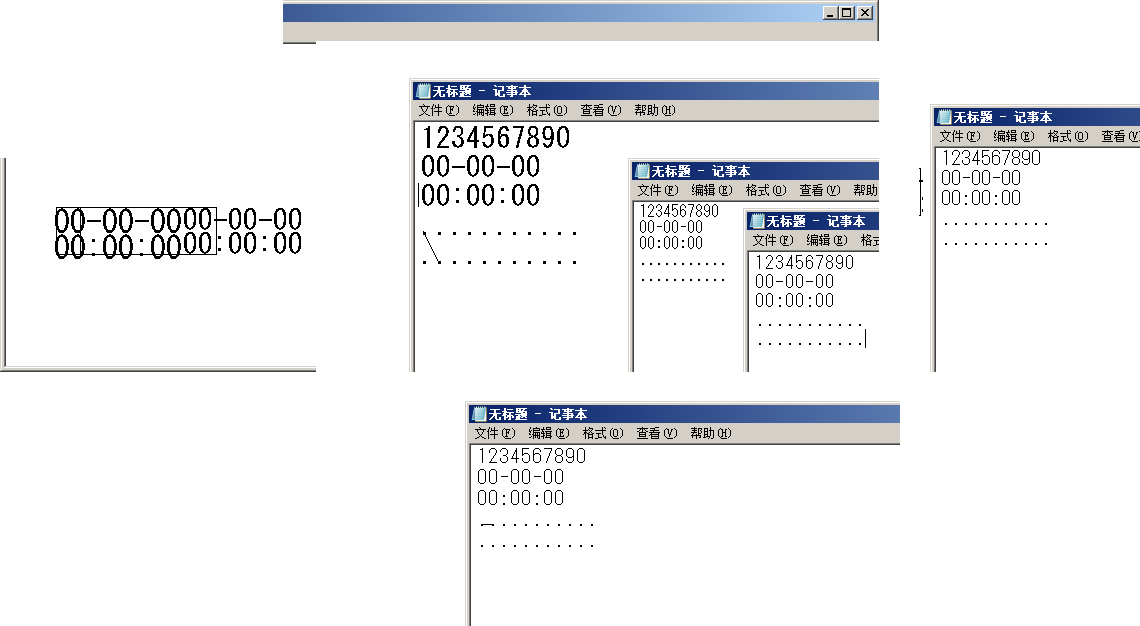 无标题 - 记事本
文件(F) 编辑(E) 格式(O) 查看(V) 帮助(H)
1234567890
00-00-00
00:00:00
...........
...........
00-00-0000-00-00
00:00:0000:00:00
无标题 - 记事本
文件(F) 编辑(E) 格式(O) 查看(V) 帮助
1234567890
00-00-00
00:00:00
...........
...........
无标题 - 记事本
文件(F) 编辑(E) 格
1234567890
00-00-00
00:00:00
...........
...........
无标题 - 记事本
文件(F) 编辑(E) 格式(O) 查看(V)
1234567890
00-00-00
00:00:00
...........
...........
无标题 - 记事本
文件(F) 编辑(E) 格式(O) 查看(V) 帮助(H)
1234567890
00-00-00
00:00:00
...........
...........